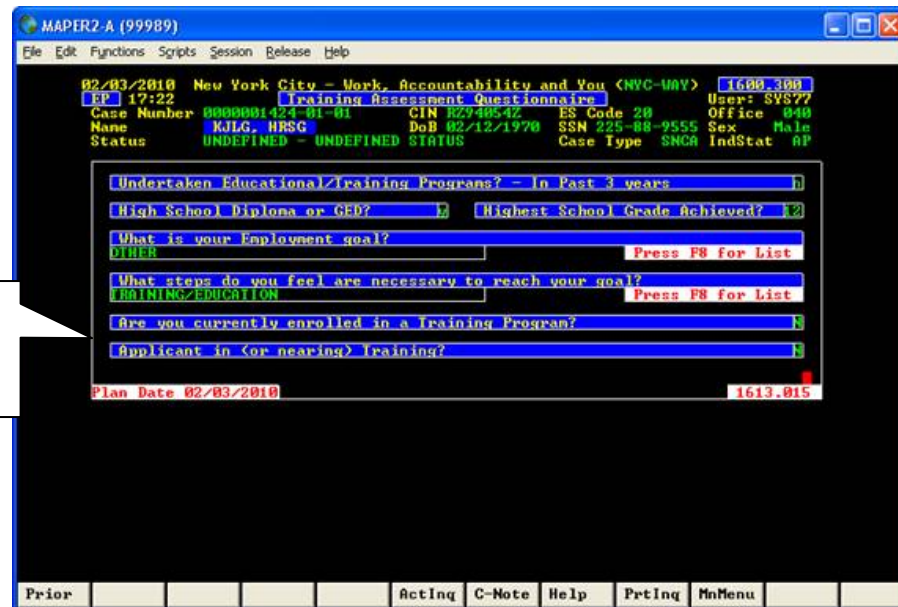 MAPER2-A (99989)
File Edit Functions Scripts Session Release Help
02/03/2010 New York City - Work, Accountability and You (NYC-WAY) 1600.300
EP 17:22 Training Assessment Questionnaire User: SYS77
Case Number 0000001424-01-01 CIN RZ94054Z ES Code 20 Office 040
Name KJLG, HRSG DoB 02/12/1970 SSN 225-88-9555 Sex Male
Status UNDEFINED - UNDEFINED STATUS Case Type SNCA IndStat AP
Undertaken Educational/Training Programs? - In Past 3 years n
High School Diploma or GED? Highest School Grade Achieved? 12
What is your Employment goal?
OTHER Press F8 for List
What steps do you feel are necessary to reach your goal?
TRAINING/EDUCATION Press F8 for List
Are you currently enrolled in a Training Program? N
Applicant in (or nearing) Training? N
Plan Date 02/03/2010 1613.015
Prior ActInq C-Note Help PrtInq MnMenu